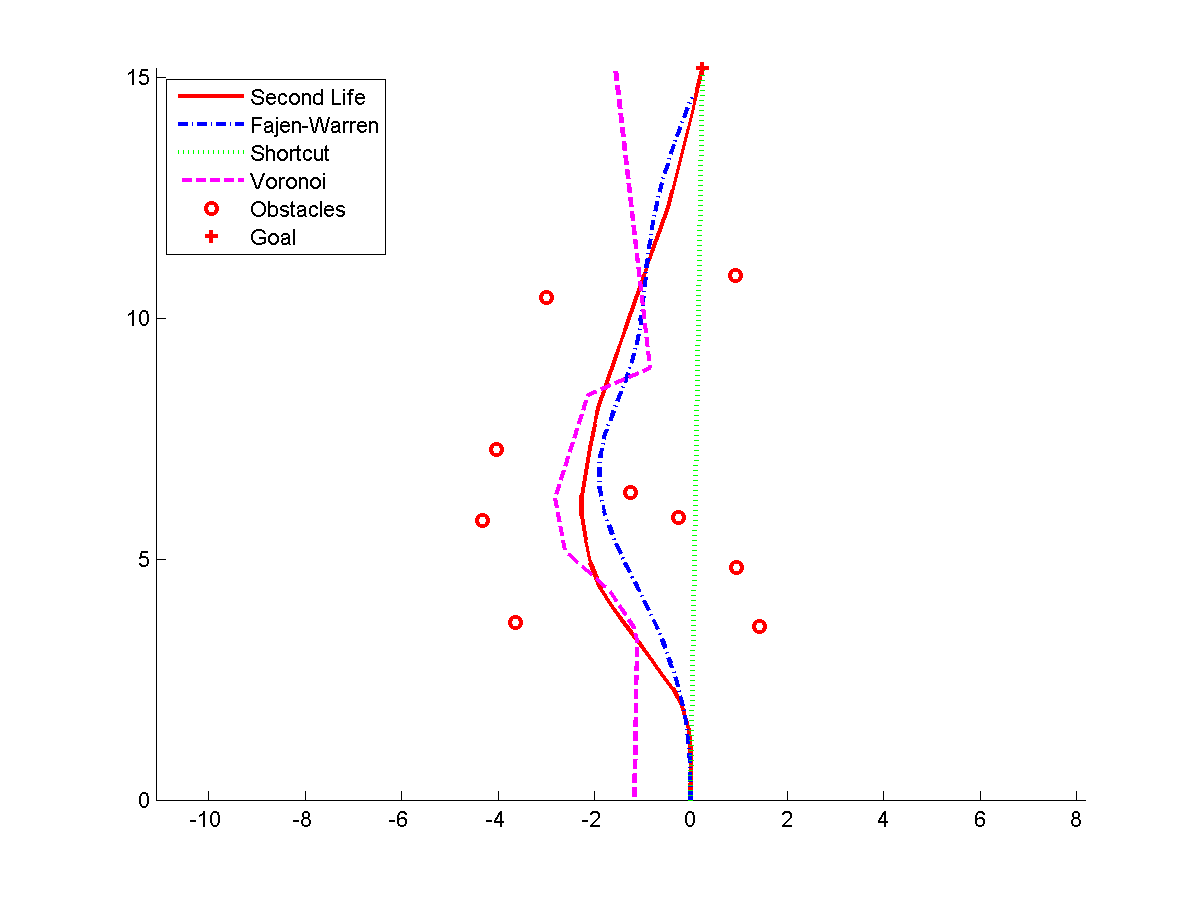 15
Second Life
Fajen-Warren
Shortcut
Voronoi
Obstacles
Goal
10
5
0
-10 -8 -6 -4 -2 0 2 4 6 8